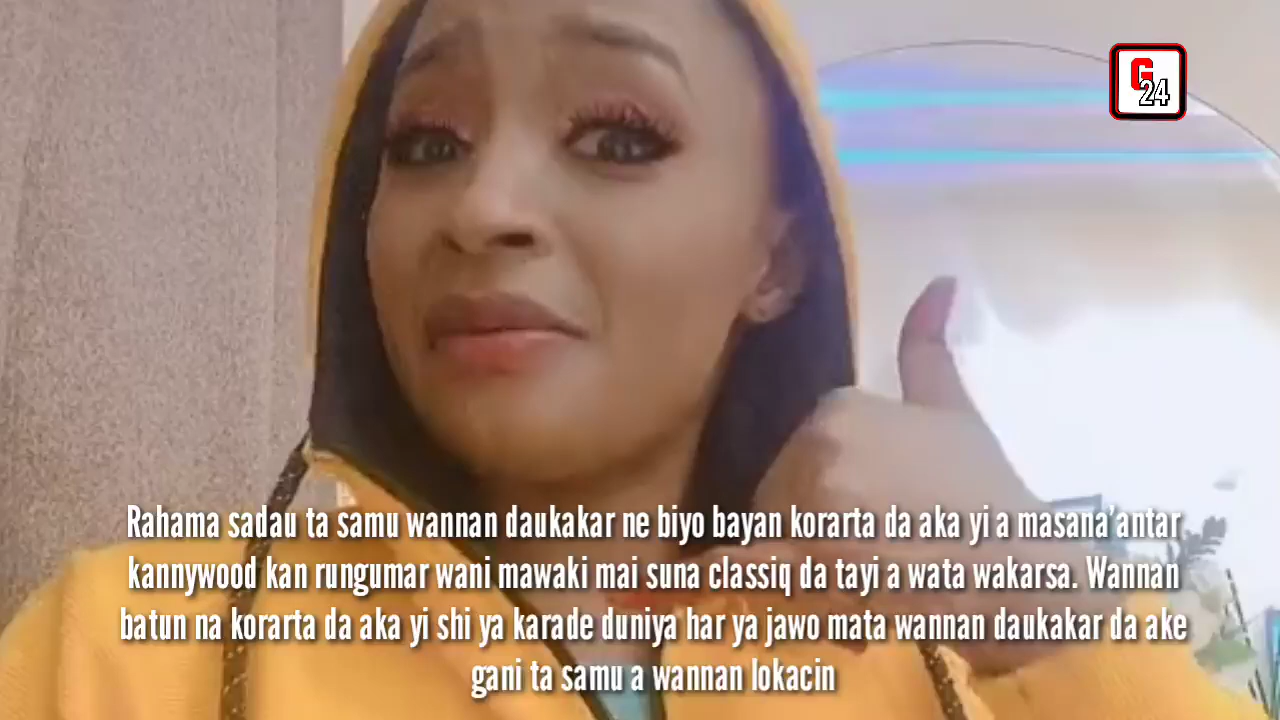 G
24
Rahama sadau ta samu wannan daukakar ne biyo bayan korarta da aka yi a masana'antar
kannywood kan rungumar wani mawaki mai suna classiq da tayi a wata wakarsa. Wannan
batun na korarta da aka yi shi ya karade duniya har ya jawo mata wannan daukakar da ake
gani ta samu a wannan lokacin